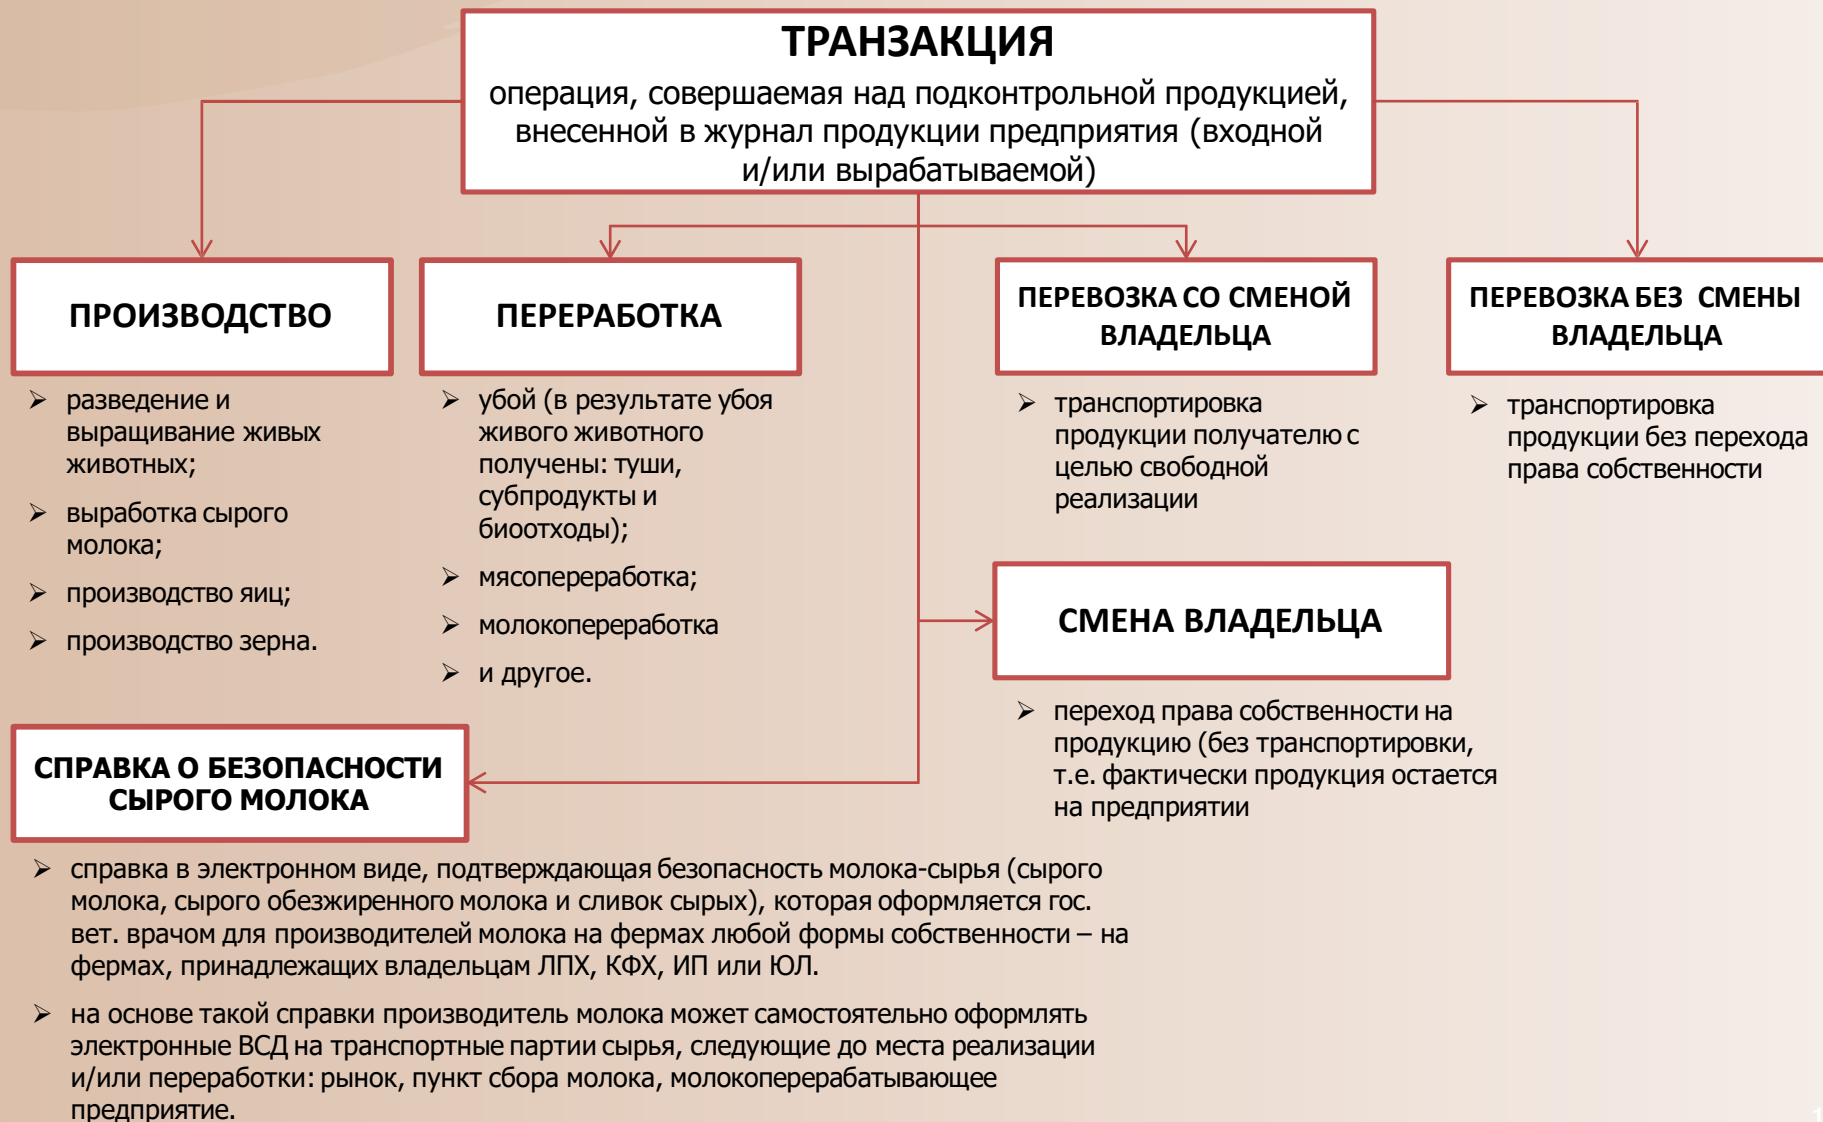 ТРАНЗАКЦИЯ
операция, совершаемая над подконтрольной продукцией,
внесенной в журнал продукции предприятия (входной
и/или вырабатываемой)
ПРОИЗВОДСТВО
➢ разведение и
выращивание живых
животных;
➢ выработка сырого
молока;
➢ производство яиц;
➢ производство зерна.
ПЕРЕРАБОТКА
➢ убой (в результате убоя
живого животного
получены: туши,
субпродукты и
биоотходы);
➢ мясопереработка;
➢ молокопереработка
➢ и другое.
ПЕРЕВОЗКА СО СМЕНОЙ
ВЛАДЕЛЬЦА
➢ транспортировка
продукции получателю с
целью свободной
реализации
ПЕРЕВОЗКА БЕЗ СМЕНЫ
ВЛАДЕЛЬЦА
➢ транспортировка
продукции без перехода
права собственности
СМЕНА ВЛАДЕЛЬЦА
➢ переход права собственности на
продукцию (без транспортировки,
т.е. фактически продукция остается
на предприятии
СПРАВКА О БЕЗОПАСНОСТИ
СЫРОГО МОЛОКА
➢ справка в электронном виде, подтверждающая безопасность молока-сырья (сырого
молока, сырого обезжиренного молока и сливок сырых), которая оформляется гос.
вет. врачом для производителей молока на фермах любой формы собственности – на
фермах, принадлежащих владельцам ЛПХ, КФХ, ИП или ЮЛ.
➢ на основе такой справки производитель молока может самостоятельно оформлять
электронные ВСД на транспортные партии сырья, следующие до места реализации
и/или переработки: рынок, пункт сбора молока, молокоперерабатывающее
предприятие.